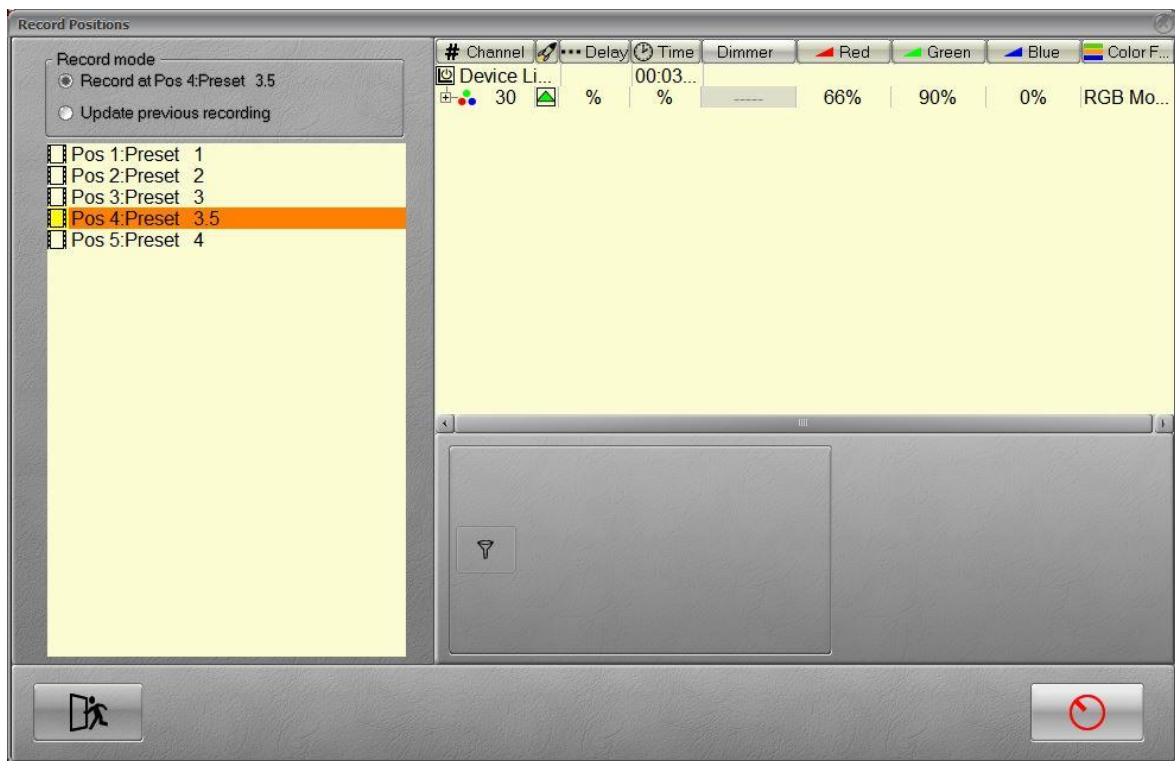 Record Positions
Record mode
Record at Pos 4:Preset 3.5
Update previous recording
Pos 1:Preset 1
Pos 2:Preset 2
Pos 3:Preset 3
Pos 4:Preset 3.5
Pos 5:Preset 4
# Channel Delay Time Dimmer Red Green Blue Color F...
Device Li... 00:03...
30 % % ----- 66% 90% 0% RGB Mo...